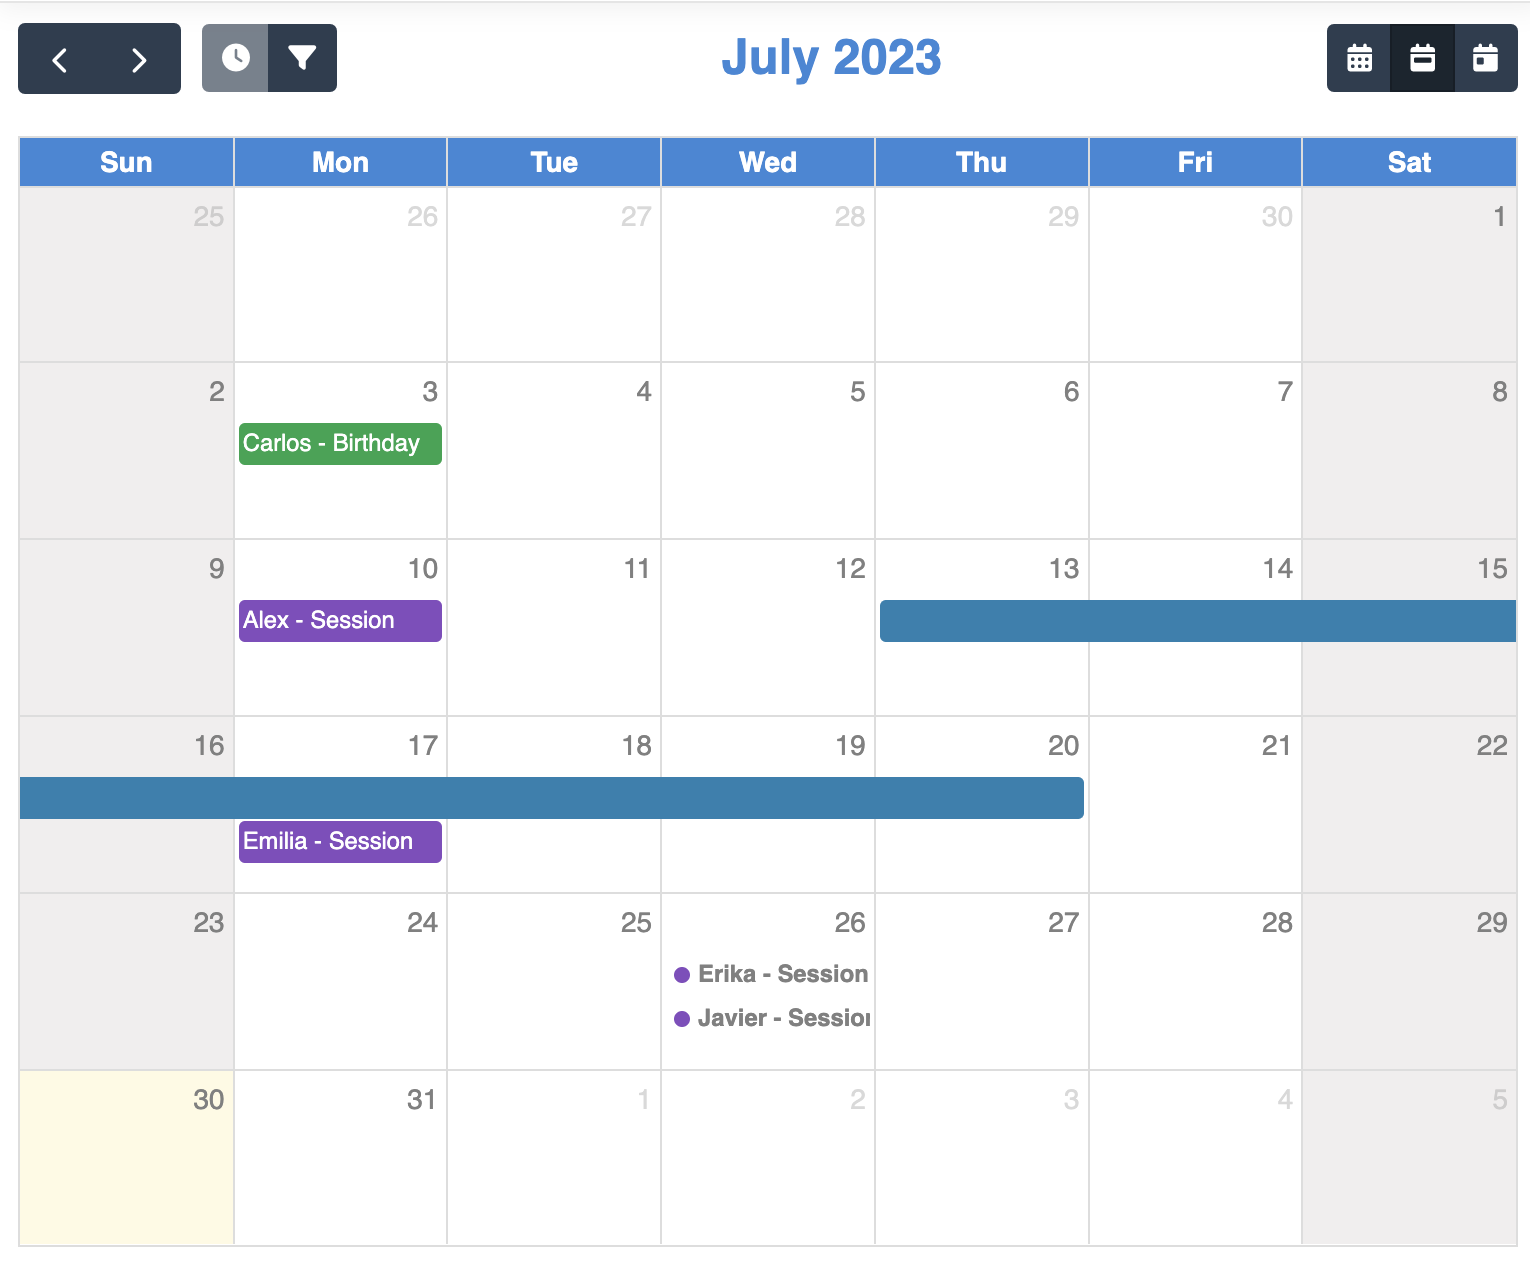 July 2023
Sun Mon Tue Wed Thu Fri Sat
25 26 27 28 29 30 1
2 3 4 5 6 7 8
Carlos - Birthday
9 10 11 12 13 14 15
Alex - Session
16 17 18 19 20 21 22
Emilia - Session
23 24 25 26 27 28 29
Erika - Session
Javier - Session
30 31 1 2 3 4 5